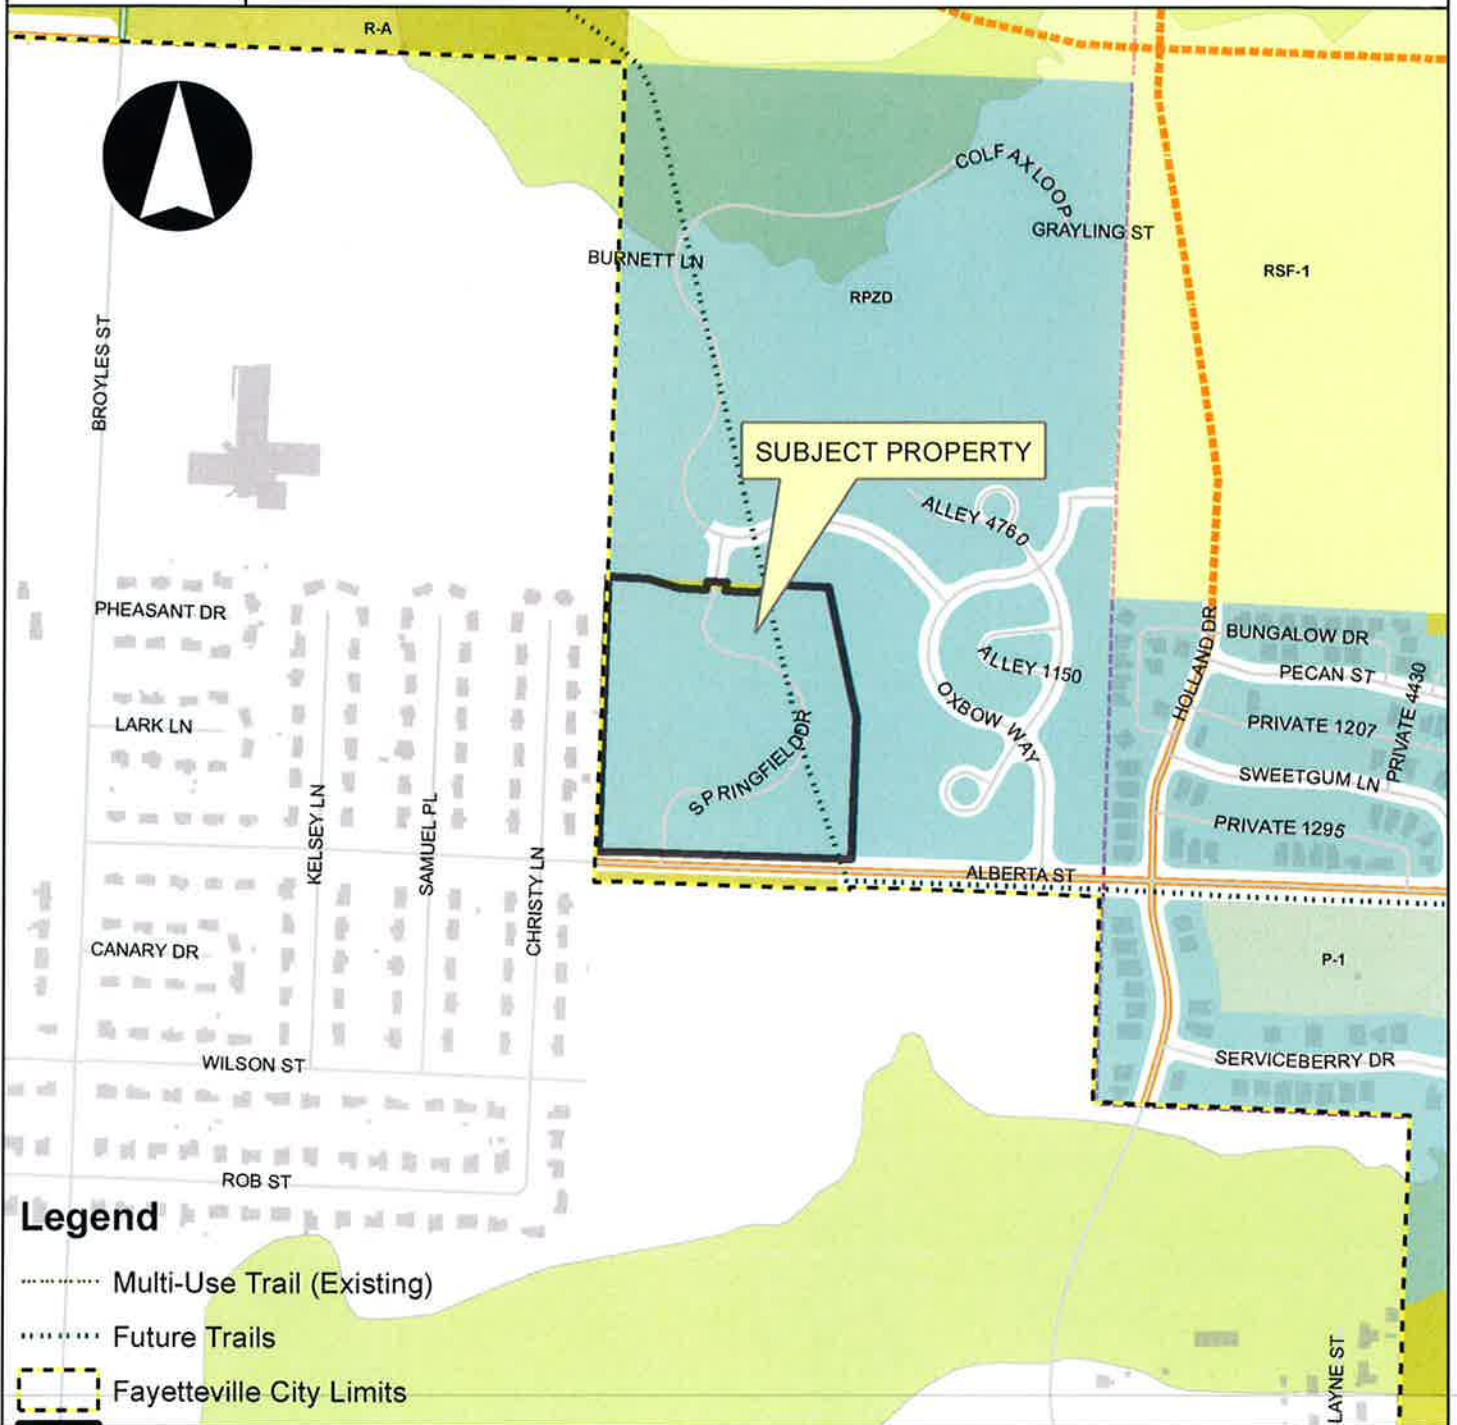 R-A
COLFAX LOOP
GRAYLING ST
BURNETT LN
RSF-1
RPZD
BROYLES ST
SUBJECT PROPERTY
ALLEY 4760
PHEASANT DR
HOLLAND DR
BUNGALOW DR
ALLEY 1150
PECAN ST
PRIVATE 4430
LARK LN
OXBOW WAY
PRIVATE 1207
SPRINGFIELD DR
SWEETGUM LN
KELSEY LN
SAMUEL PL
CHRISTY LN
PRIVATE 1295
ALBERTA ST
CANARY DR
P-1
WILSON ST
SERVICEBERRY DR
ROB ST
Legend
Multi-Use Trail (Existing)
Future Trails
Fayetteville City Limits
LAYNE ST